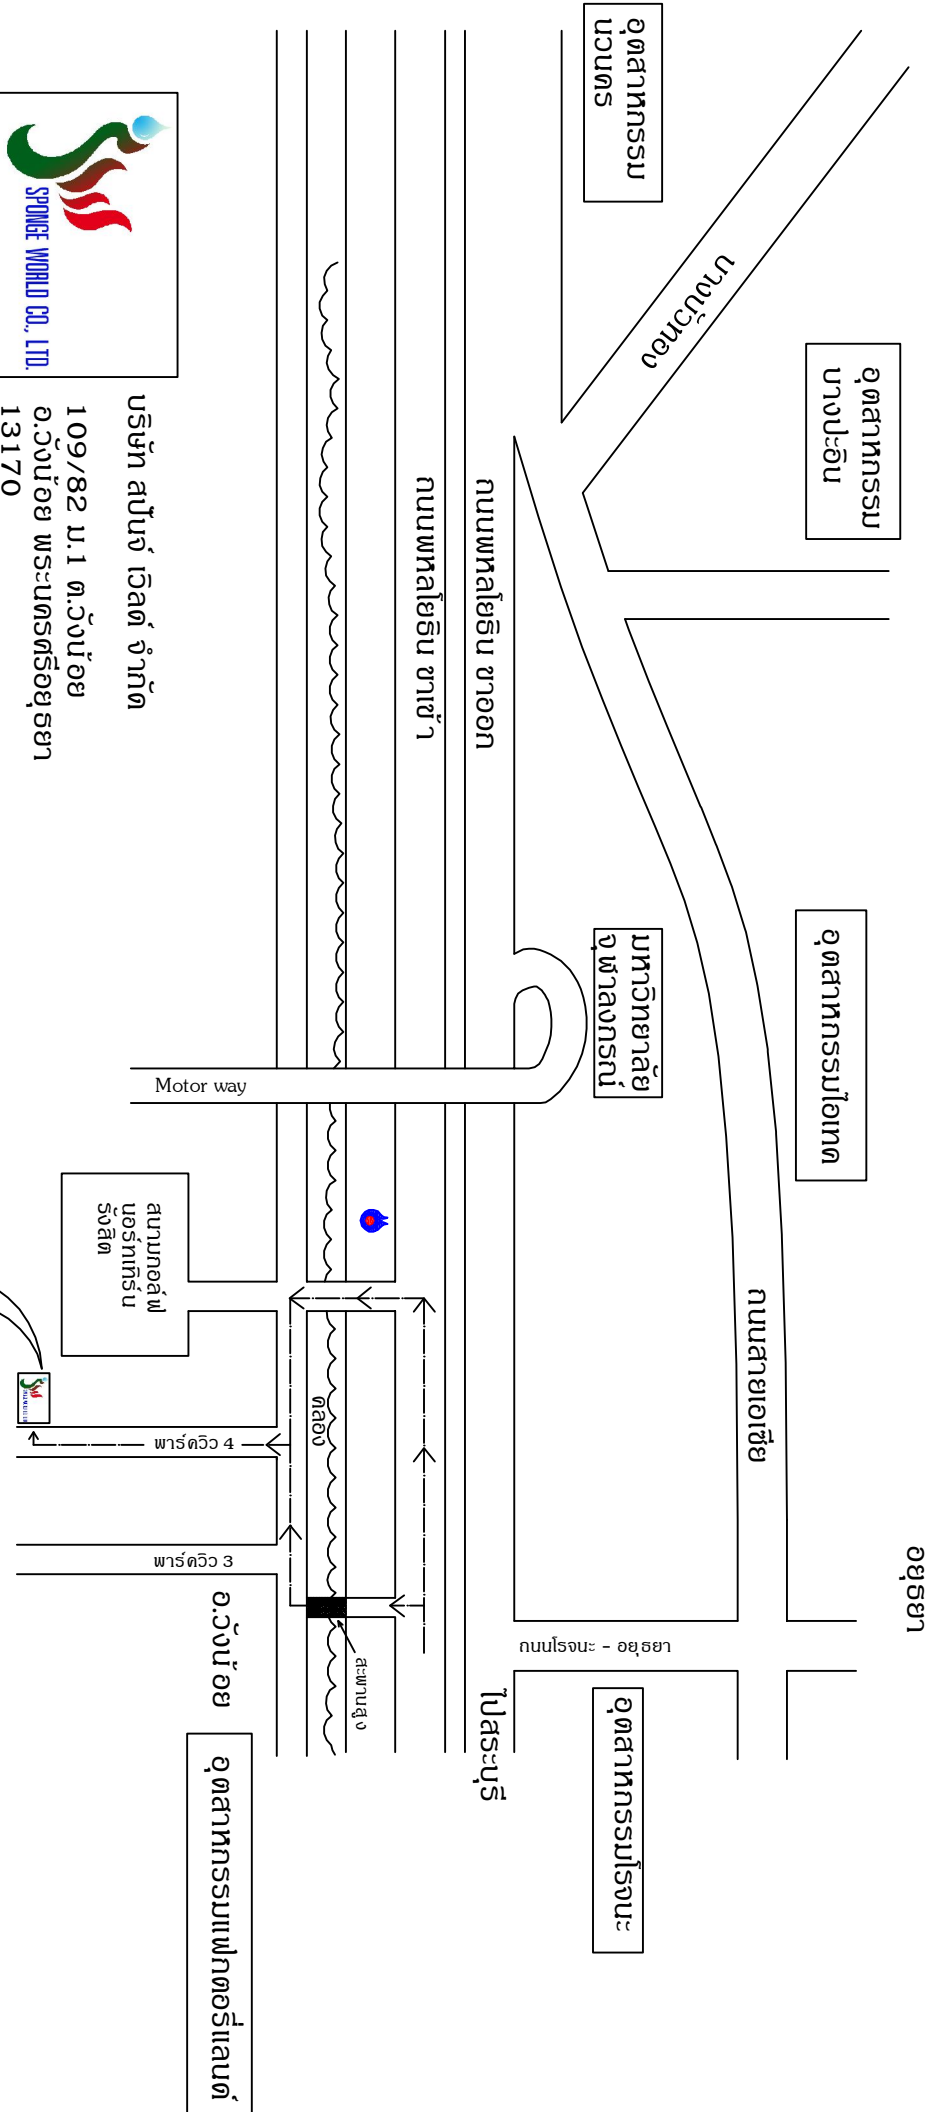 อยุธยา
อุตสาหกรรม
บางปะอิน
อุตสาหกรรมไอเทค
ถนนสายเอเซีย
อุตสาหกรรม
นวนคร
บางบัวทอง
มหาวิทยาลัย
จุฬาลงกรณ์
ถนนโรจนะ - อยุธยา
อุตสาหกรรมโรจนะ
ถนนพหลโยธิน ขาออก
ไปสระบุรี
ถนนพหลโยธิน ขาเข้า
สะพานสูง
คลอง
Motor way
อ.วังน้อย
อุตสาหกรรมแฟกตอรี่แลนด์
สนามกอล์ฟ
นอร์ทเทิร์น
รังสิต
พาร์ควิว 4
พาร์ควิว 3
SPONGE WORLD CO., LTD.
บริษัท สปันจ์ เวิลด์ จำกัด
109/82 ม.1 ต.วังน้อย
อ.วังน้อย พระนครศรีอยุธยา
13170